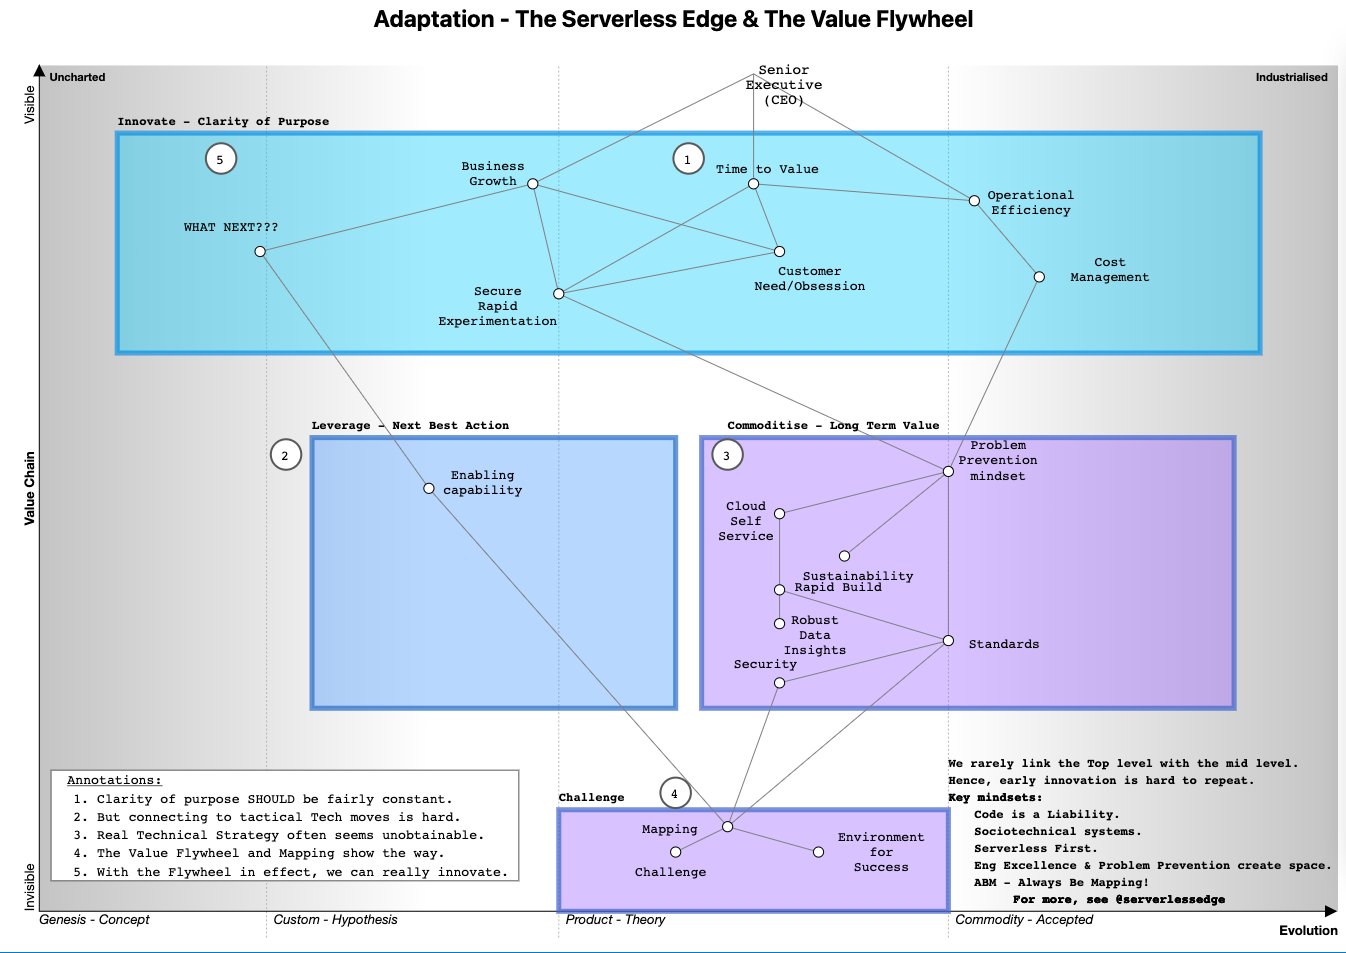 Adaptation - The Serverless Edge & The Value Flywheel
Uncharted
Industrialised
Visible
Value Chain
Invisible
Senior
Executive
(CEO)
Innovate - Clarity of Purpose
5
1
Business
Growth
Time to Value
Operational
Efficiency
WHAT NEXT???
Customer
Need/Obsession
Cost
Management
Secure
Rapid
Experimentation
Leverage - Next Best Action
2
Enabling
capability
Commoditise - Long Term Value
3
Problem
Prevention
mindset
Cloud
Self
Service
Sustainability
Rapid Build
Robust
Data
Insights
Standards
Security
Challenge
4
Mapping
Challenge
Environment
for
Success
Annotations:
1. Clarity of purpose SHOULD be fairly constant.
2. But connecting to tactical Tech moves is hard.
3. Real Technical Strategy often seems unobtainable.
4. The Value Flywheel and Mapping show the way.
5. With the Flywheel in effect, we can really innovate.
We rarely link the Top level with the mid level.
Hence, early innovation is hard to repeat.
Key mindsets:
Code is a Liability.
Sociotechnical systems.
Serverless First.
Eng Excellence & Problem Prevention create space.
ABM - Always Be Mapping!
For more, see @serverlessedge
Genesis - Concept
Custom - Hypothesis
Product - Theory
Commodity - Accepted
Evolution